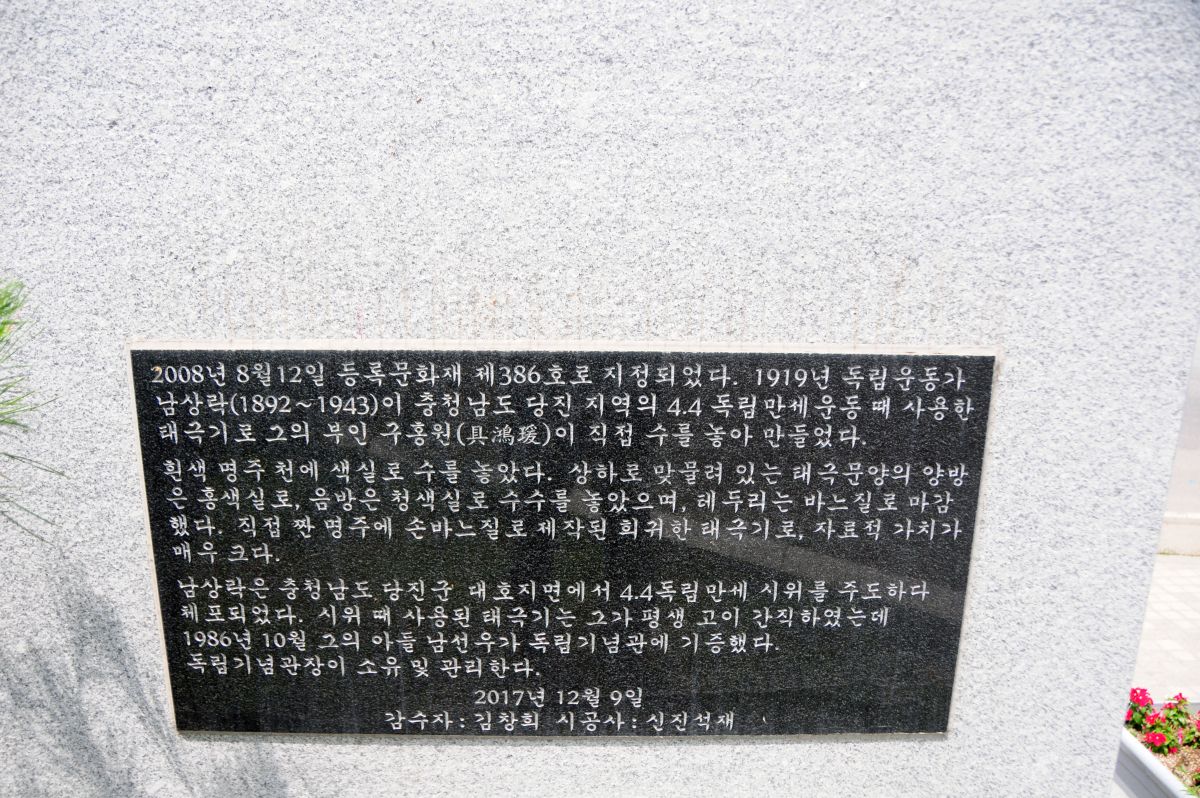 2008년 8월12일 등록문화재 제386호로 지정되었다. 1919년 독립운동가
남상락(1892~1943)이 충청남도 당진 지역의 4.4 독립만세운동 때 사용한
태극기로 그의 부인 구홍원(具鴻瑗)이 직접 수를 놓아 만들었다.
흰색 명주 천에 색실로 수를 놓았다. 상하로 맞물려 있는 태극문양의 양방
은 홍색실로, 음방은 청색실로 수수를 놓았으며, 테두리는 바느질로 마감
했다. 직접 짠 명주에 손바느질로 제작된 희귀한 태극기로, 자료적 가치가
매우 크다.
남상락은 충청남도 당진군 대호지면에서 4.4독립만세 시위를 주도하다
체포되었다. 시위 때 사용된 태극기는 그가 평생 고이 간직하였는데
1986년 10월 그의 아들 남선우가 독립기념관에 기증했다.
독립기념관장이 소유 및 관리한다.
2017년 12월 9일
감수자 : 김창희 시공사 : 신진석재